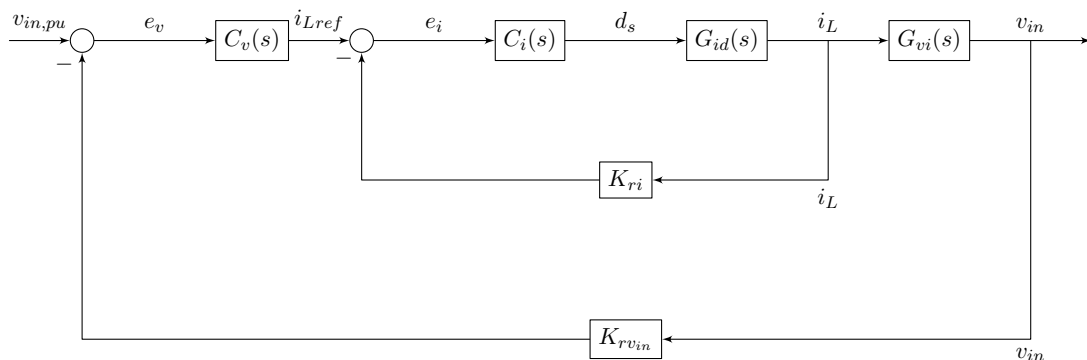 v_{in,pu} e_v C_v(s) i_{Lref} e_i C_i(s) d_s G_{id}(s) i_L G_{vi}(s) v_{in}
− −
K_{ri}
i_L
K_{rv_{in}}
v_{in}